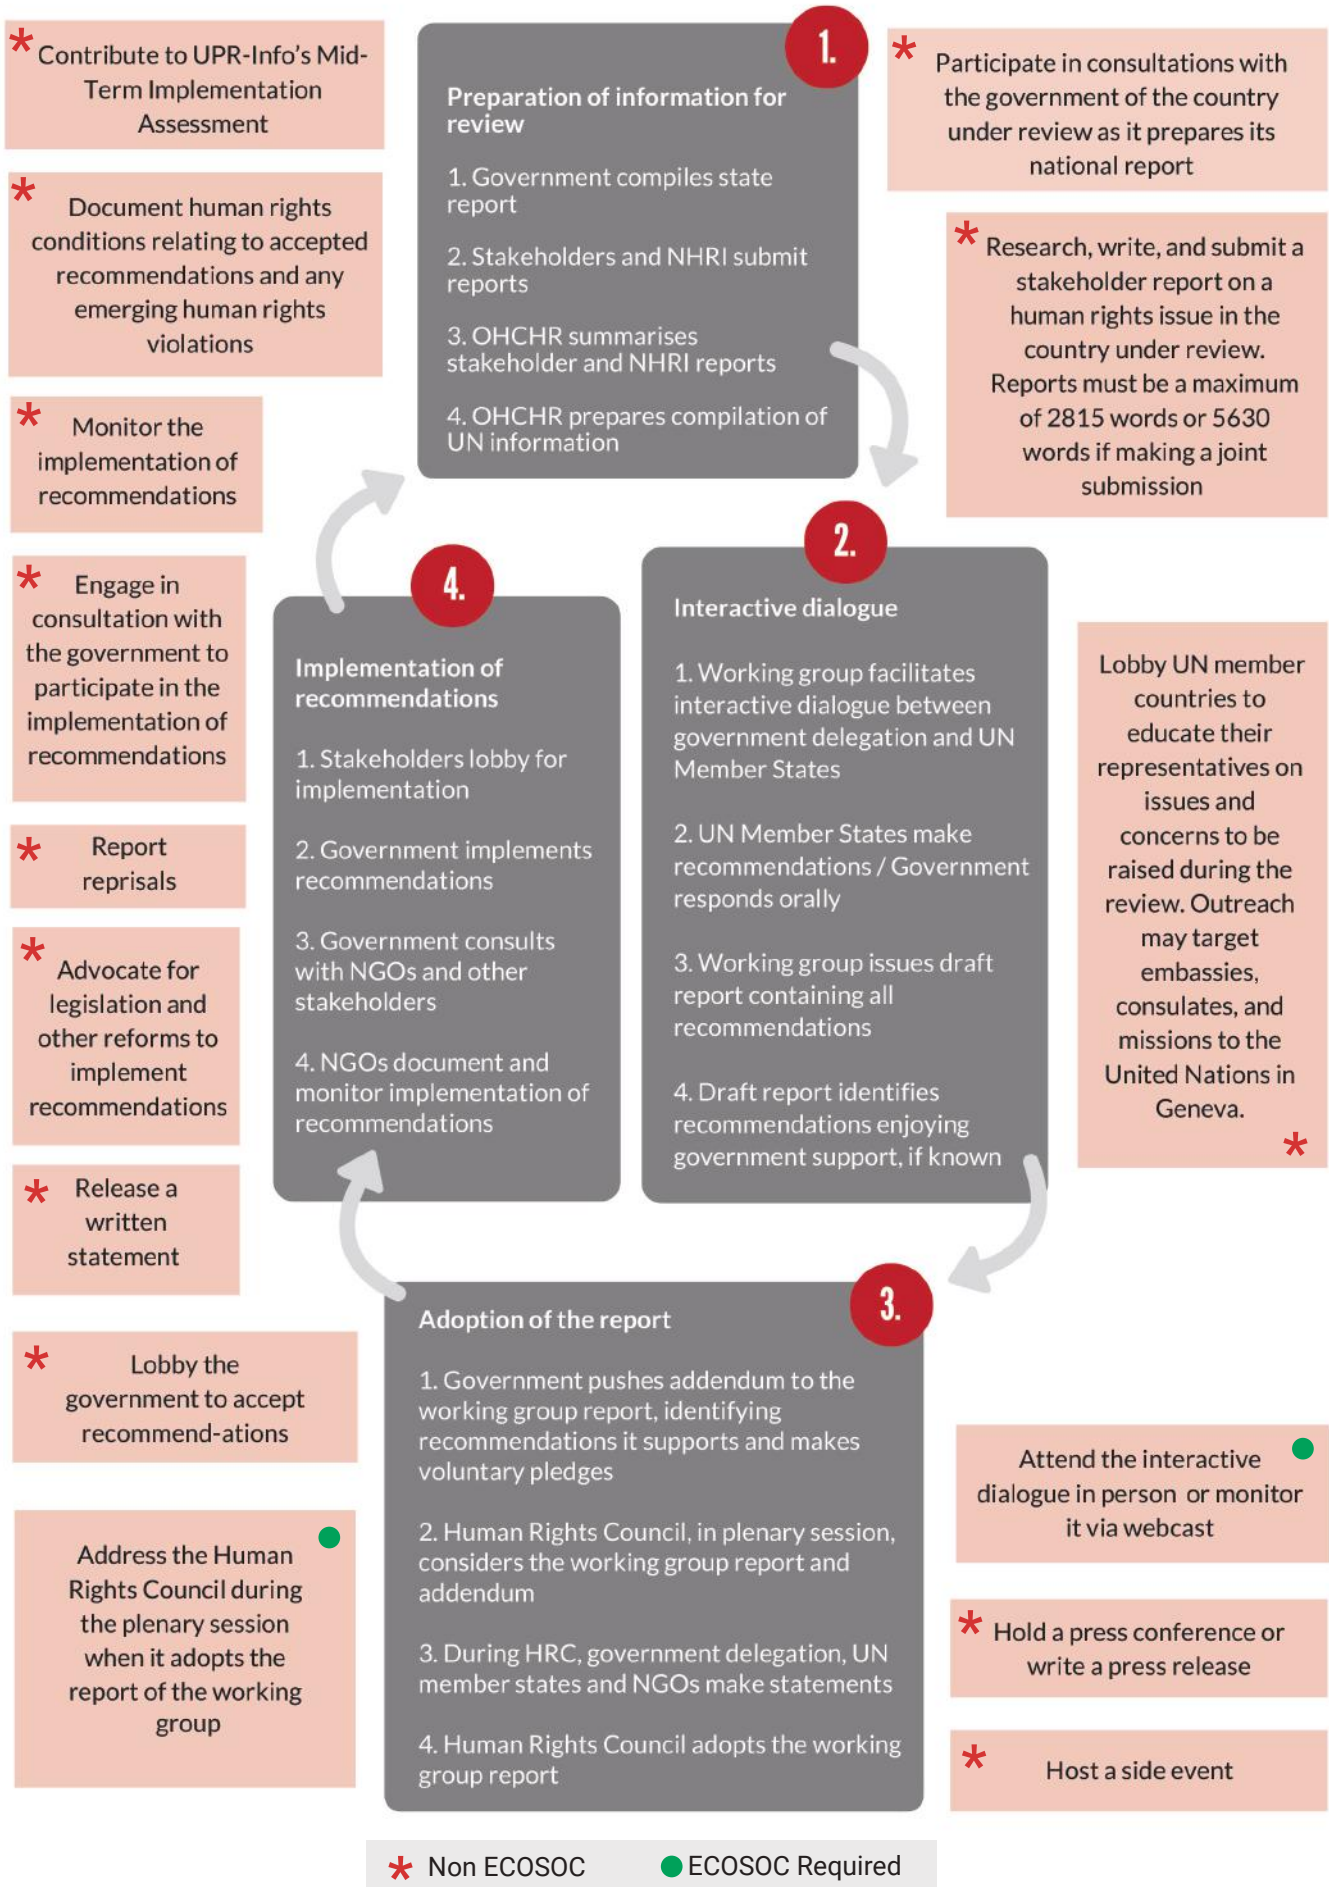 Contribute to UPR-Info's Mid-
Term Implementation
Assessment
Document human rights
conditions relating to accepted
recommendations and any
emerging human rights
violations
Monitor the
implementation of
recommendations
Engage in
consultation with
the government to
participate in the
implementation of
recommendations
Report
reprisals
Advocate for
legislation and
other reforms to
implement
recommendations
Release a
written
statement
Lobby the
government to accept
recommend-ations
Address the Human
Rights Council during
the plenary session
when it adopts the
report of the working
group
1.
Preparation of information for
review
1. Government compiles state
report
2. Stakeholders and NHRI submit
reports
3. OHCHR summarises
stakeholder and NHRI reports
4. OHCHR prepares compilation of
UN information
4.
Implementation of
recommendations
1. Stakeholders lobby for
implementation
2. Government implements
recommendations
3. Government consults
with NGOs and other
stakeholders
4. NGOs document and
monitor implementation of
recommendations
2.
Interactive dialogue
1. Working group facilitates
interactive dialogue between
government delegation and UN
Member States
2. UN Member States make
recommendations / Government
responds orally
3. Working group issues draft
report containing all
recommendations
4. Draft report identifies
recommendations enjoying
government support, if known
3.
Adoption of the report
1. Government pushes addendum to the
working group report, identifying
recommendations it supports and makes
voluntary pledges
2. Human Rights Council, in plenary session,
considers the working group report and
addendum
3. During HRC, government delegation, UN
member states and NGOs make statements
4. Human Rights Council adopts the working
group report
Participate in consultations with
the government of the country
under review as it prepares its
national report
Research, write, and submit a
stakeholder report on a
human rights issue in the
country under review.
Reports must be a maximum
of 2815 words or 5630
words if making a joint
submission
Lobby UN member
countries to
educate their
representatives on
issues and
concerns to be
raised during the
review. Outreach
may target
embassies,
consulates, and
missions to the
United Nations in
Geneva.
Attend the interactive
dialogue in person or monitor
it via webcast
Hold a press conference or
write a press release
Host a side event
Non ECOSOC
ECOSOC Required